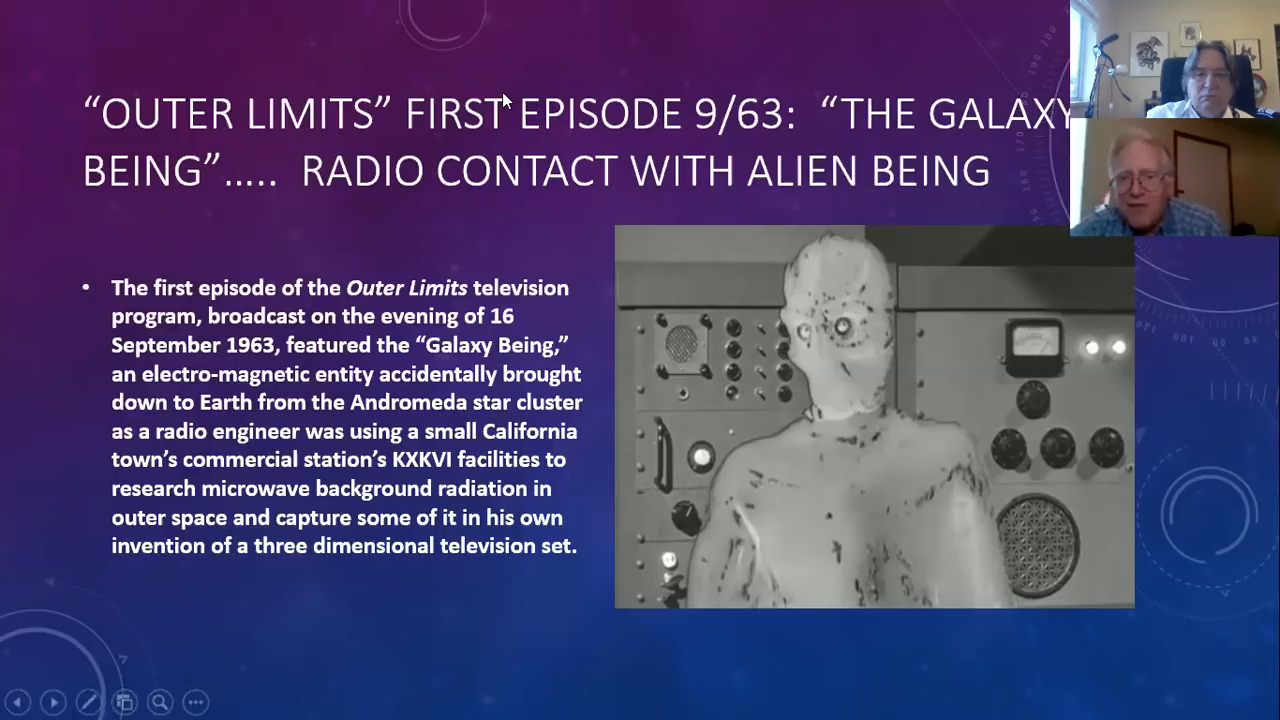 “OUTER LIMITS” FIRST EPISODE 9/63: “THE GALAXY
BEING”..... RADIO CONTACT WITH ALIEN BEING
• The first episode of the Outer Limits television
program, broadcast on the evening of 16
September 1963, featured the “Galaxy Being,”
an electro-magnetic entity accidentally brought
down to Earth from the Andromeda star cluster
as a radio engineer was using a small California
town’s commercial station’s KXKVI facilities to
research microwave background radiation in
outer space and capture some of it in his own
invention of a three dimensional television set.